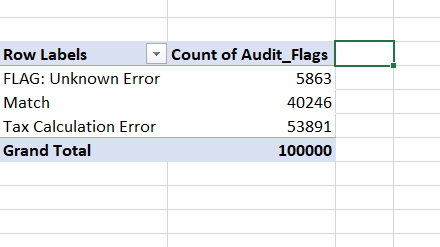 Row Labels Count of Audit_Flags
FLAG: Unknown Error 5863
Match 40246
Tax Calculation Error 53891
Grand Total 100000